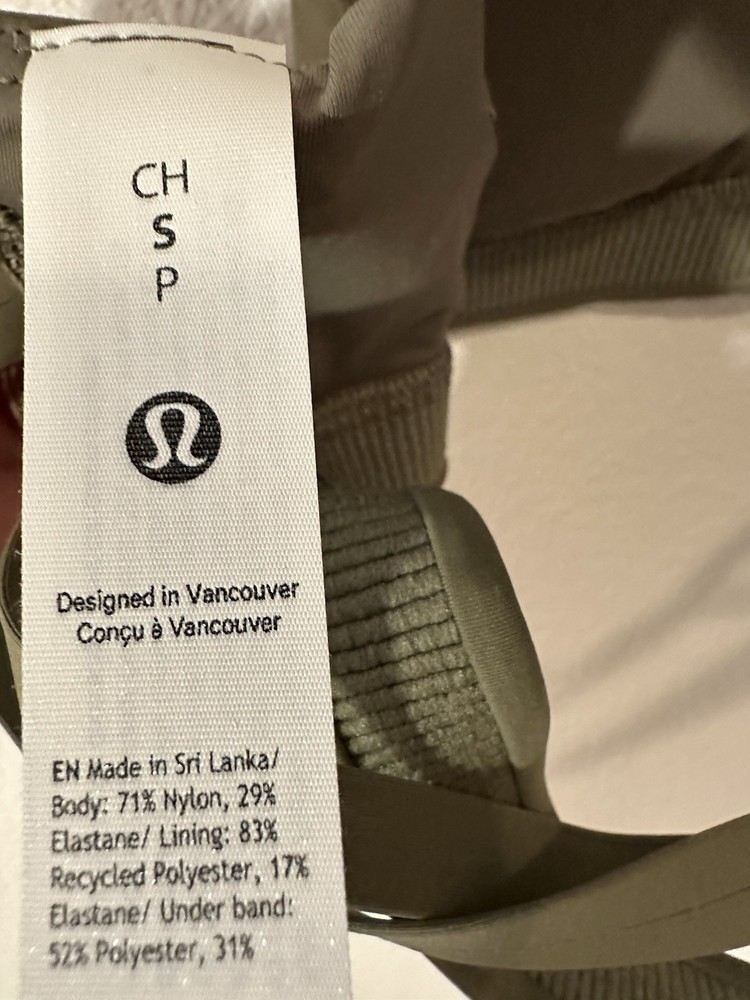 CH
S
P
Designed in Vancouver
Conçu à Vancouver
EN Made in Sri Lanka/
Body: 71% Nylon, 29%
Elastane/ Lining: 83%
Recycled Polyester, 17%
Elastane/ Under band:
52% Polyester, 31%